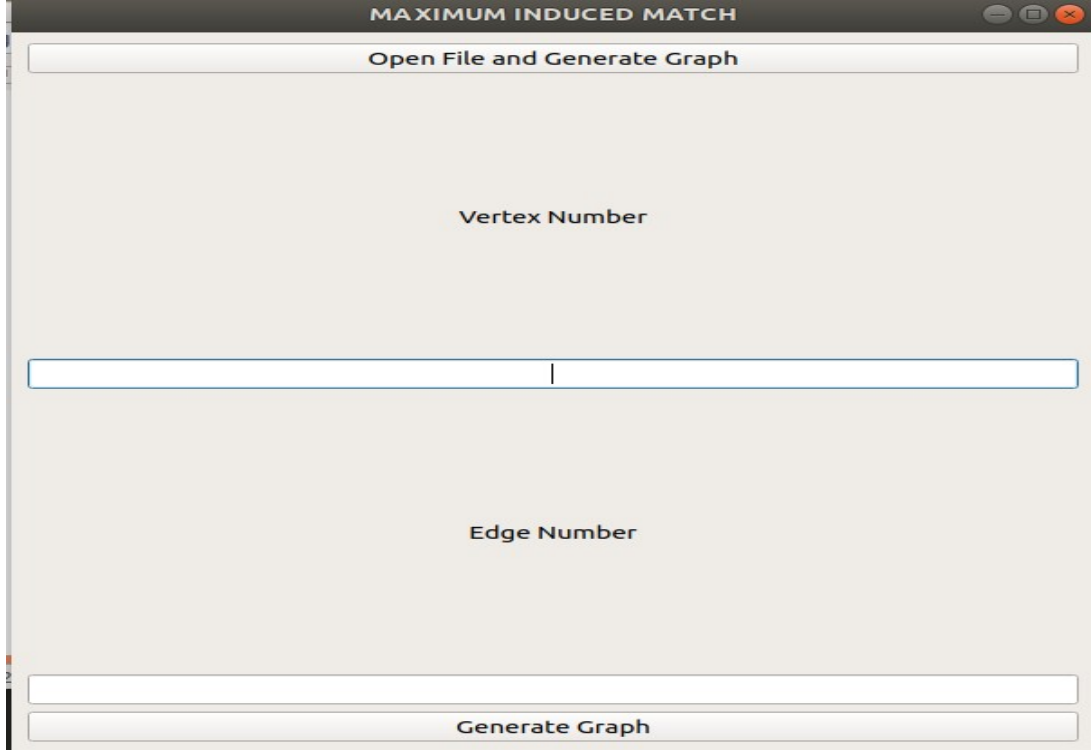 MAXIMUM INDUCED MATCH
Open File and Generate Graph
Vertex Number
Edge Number
Generate Graph